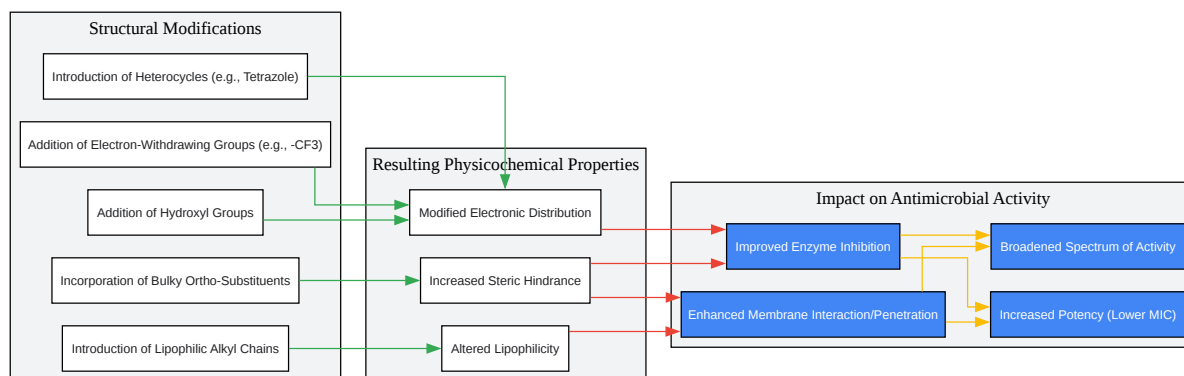 Structural Modifications
Introduction of Heterocycles (e.g., Tetrazole)
Addition of Electron-Withdrawing Groups (e.g., -CF3)
Addition of Hydroxyl Groups
Incorporation of Bulky Ortho-Substituents
Introduction of Lipophilic Alkyl Chains
Resulting Physicochemical Properties
Modified Electronic Distribution
Increased Steric Hindrance
Altered Lipophilicity
Impact on Antimicrobial Activity
Improved Enzyme Inhibition
Broadened Spectrum of Activity
Enhanced Membrane Interaction/Penetration
Increased Potency (Lower MIC)